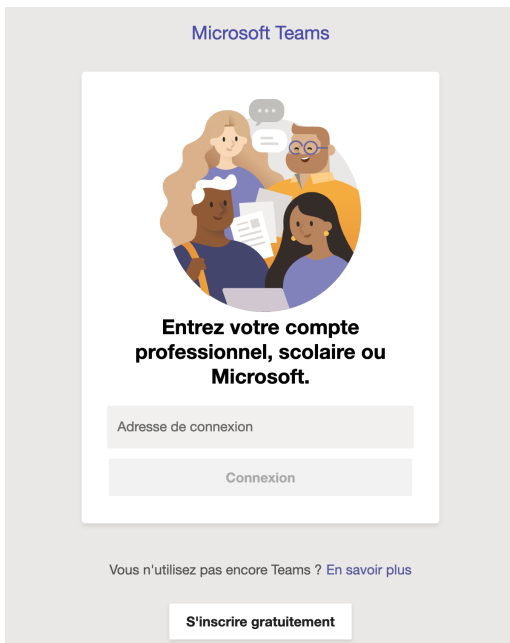 Microsoft Teams
Entrez votre compte
professionnel, scolaire ou
Microsoft.
Adresse de connexion
Connexion
Vous n'utilisez pas encore Teams ? En savoir plus
S'inscrire gratuitement